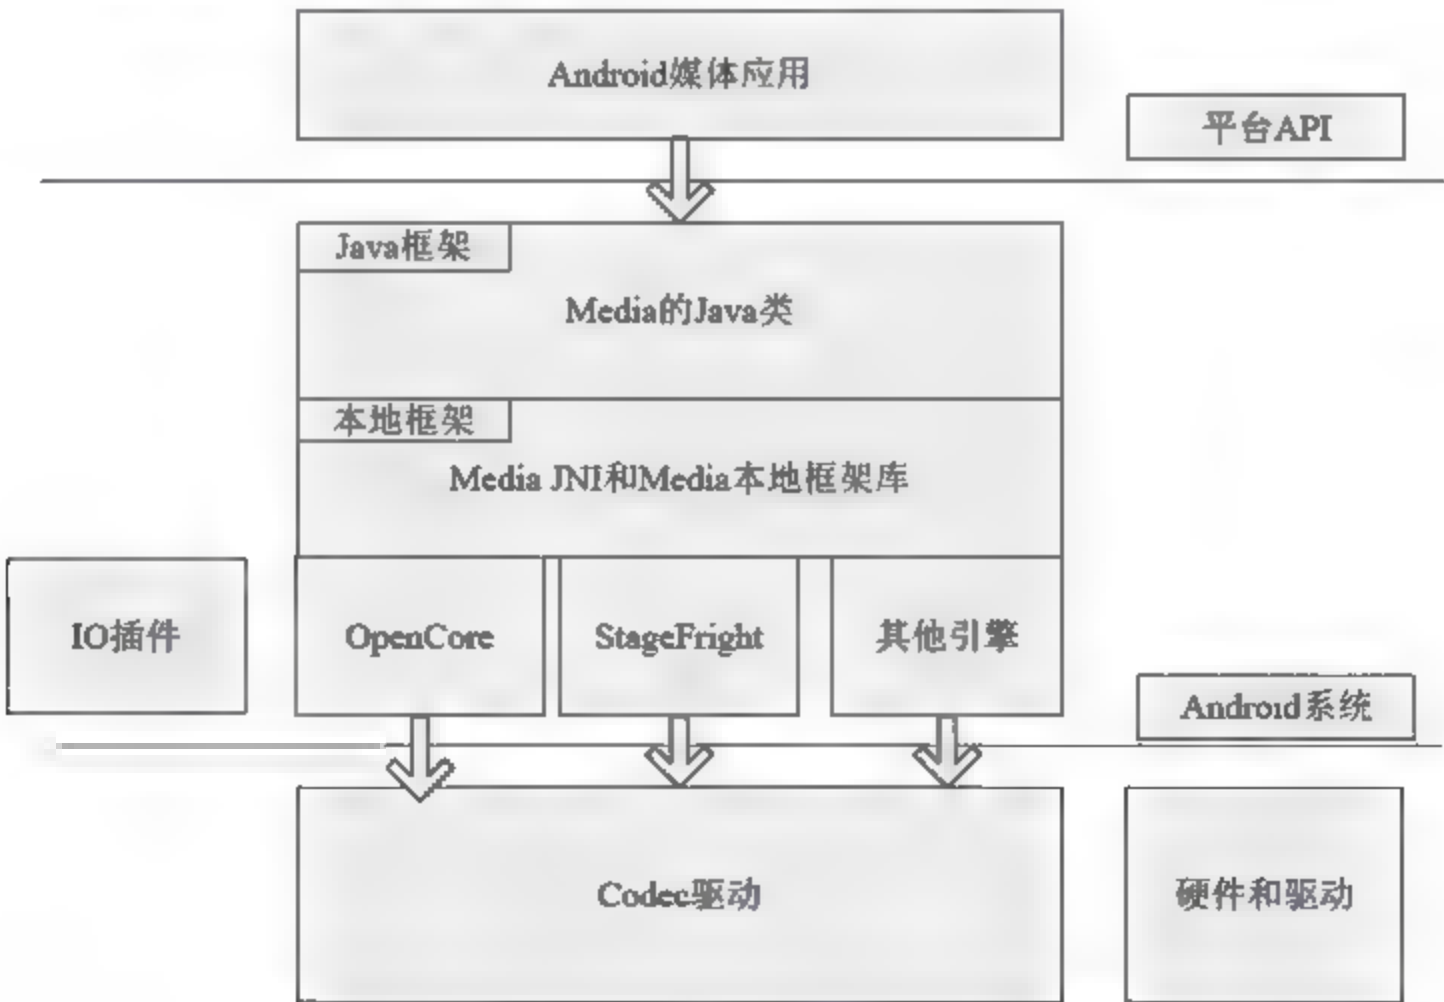 Android媒体应用
平台API
Java框架
Media的Java类
本地框架
Media JNI和Media本地框架库
IO插件
OpenCore
StageFright
其他引擎
Android系统
Codec驱动
硬件和驱动